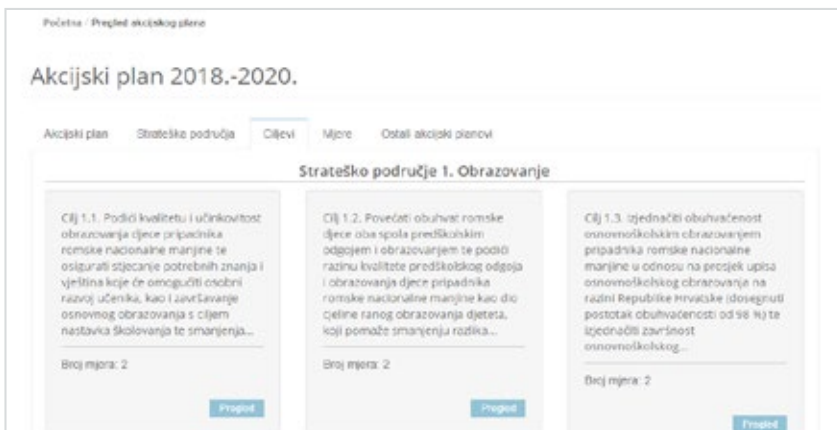 Početna / Pregled akcijskog plana
Akcijski plan 2018.-2020.
Akcijski plan Strateška područja Ciljevi Mjere Ostali akcijski planovi
Strateško područje 1. Obrazovanje
Cilj 1.1. Podići kvalitetu i učinkovitost
obrazovanja djece pripadnika
romske nacionalne manjine te
osigurati stjecanje potrebnih znanja i
vještina koje će omogućiti osobni
razvoj učenika, kao i završavanje
osnovnog obrazovanja s ciljem
nastavka školovanja te smanjenja...
Broj mjera: 2
Pregled
Cilj 1.2. Povećati obuhvat romske
djece oba spola predškolskim
odgojem i obrazovanjem te podići
razinu kvalitete predškolskog odgoja
i obrazovanja djece pripadnika
romske nacionalne manjine kao dio
cjeline ranog obrazovanja djeteta,
koji pomaže smanjenju razlika...
Broj mjera: 2
Pregled
Cilj 1.3. Izjednačiti obuhvaćenost
osnovnoškolskim obrazovanjem
pripadnika romske nacionalne
manjine u odnosu na prosjek upisa
osnovnoškolskog obrazovanja na
razini Republike Hrvatske (dosegnuti
postotak obuhvaćenosti od 98 %) te
izjednačiti završnost
osnovnoškolskog...
Broj mjera: 2
Pregled